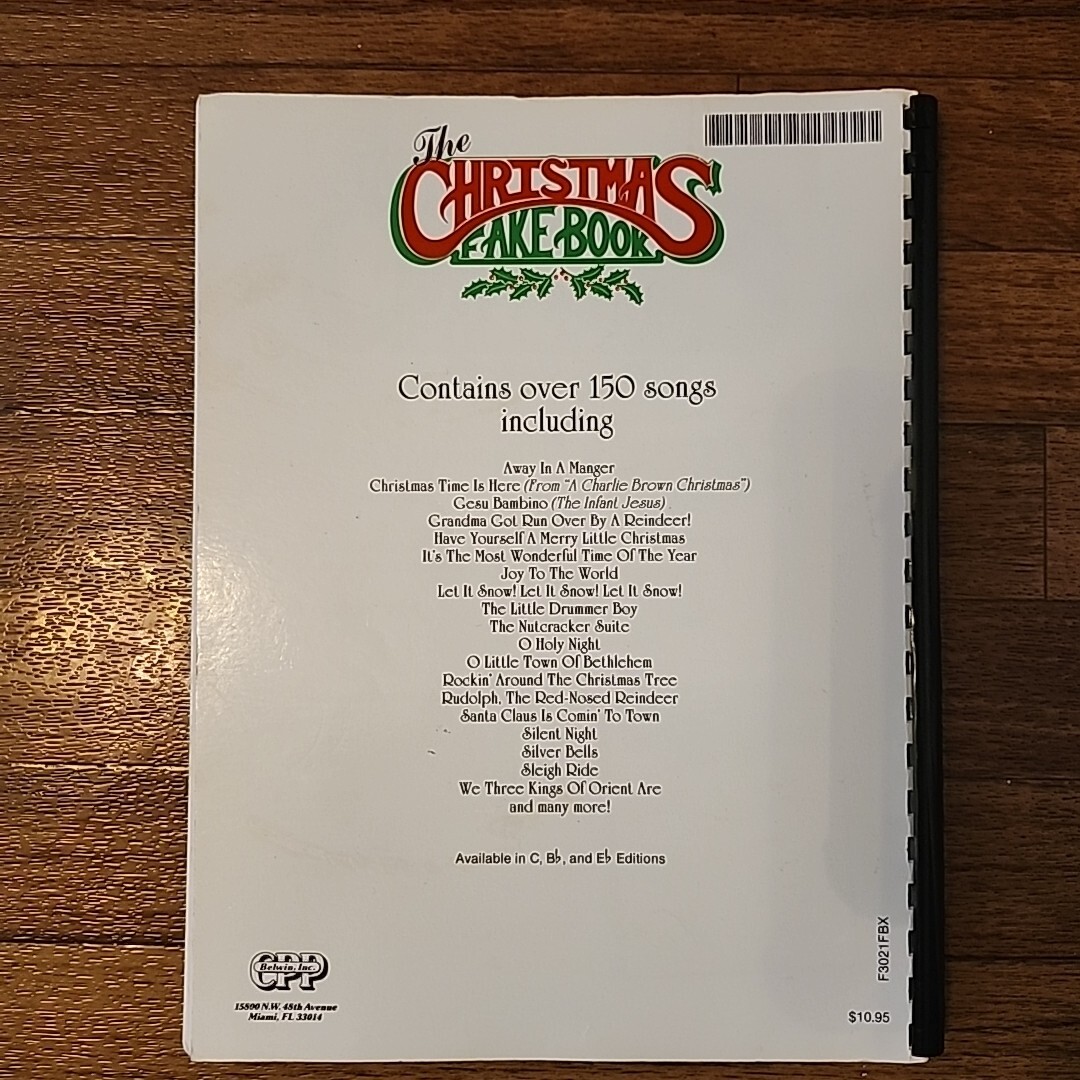 The
CHRISTMAS
FAKE BOOK
Contains over 150 songs
including
Away In A Manger
Christmas Time Is Here (From "A Charlie Brown Christmas")
Gesu Bambino (The Infant Jesus)
Grandma Got Run Over By A Reindeer!
Have Yourself A Merry Little Christmas
It's The Most Wonderful Time Of The Year
Joy To The World
Let It Snow! Let It Snow! Let It Snow!
The Little Drummer Boy
The Nutcracker Suite
O Holy Night
O Little Town Of Bethlehem
Rockin' Around The Christmas Tree
Rudolph, The Red-Nosed Reindeer
Santa Claus Is Comin' To Town
Silent Night
Silver Bells
Sleigh Ride
We Three Kings Of Orient Are
and many more!
Available in C, B♭, and E♭ Editions
CPP
Belwin, Inc.
15800 N.W. 48th Avenue
Miami, FL 33014
F3021FBX
$10.95